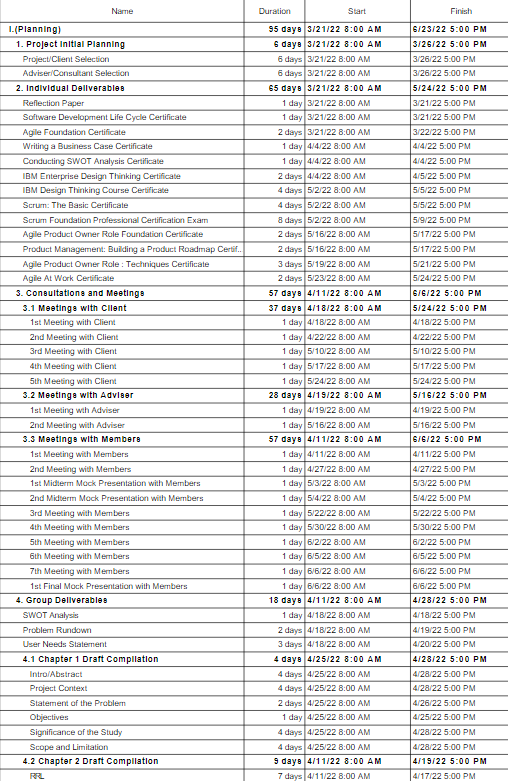 Name Duration Start Finish
I.(Planning) 95 days 3/21/22 8:00 AM 6/23/22 5:00 PM
1. Project Initial Planning 6 days 3/21/22 8:00 AM 3/26/22 5:00 PM
Project/Client Selection 6 days 3/21/22 8:00 AM 3/26/22 5:00 PM
Adviser/Consultant Selection 6 days 3/21/22 8:00 AM 3/26/22 5:00 PM
2. Individual Deliverables 65 days 3/21/22 8:00 AM 5/24/22 5:00 PM
Reflection Paper 1 day 3/21/22 8:00 AM 3/21/22 5:00 PM
Software Development Life Cycle Certificate 1 day 3/21/22 8:00 AM 3/21/22 5:00 PM
Agile Foundation Certificate 2 days 3/21/22 8:00 AM 3/22/22 5:00 PM
Writing a Business Case Certificate 1 day 4/4/22 8:00 AM 4/4/22 5:00 PM
Conducting SWOT Analysis Certificate 1 day 4/4/22 8:00 AM 4/4/22 5:00 PM
IBM Enterprise Design Thinking Certificate 2 days 4/4/22 8:00 AM 4/5/22 5:00 PM
IBM Design Thinking Course Certificate 4 days 5/2/22 8:00 AM 5/5/22 5:00 PM
Scrum: The Basic Certificate 4 days 5/2/22 8:00 AM 5/5/22 5:00 PM
Scrum Foundation Professional Certification Exam 8 days 5/2/22 8:00 AM 5/9/22 5:00 PM
Agile Product Owner Role Foundation Certificate 2 days 5/16/22 8:00 AM 5/17/22 5:00 PM
Product Management: Building a Product Roadmap Certif.. 2 days 5/16/22 8:00 AM 5/17/22 5:00 PM
Agile Product Owner Role : Techniques Certificate 3 days 5/19/22 8:00 AM 5/21/22 5:00 PM
Agile At Work Certificate 2 days 5/23/22 8:00 AM 5/24/22 5:00 PM
3. Consultations and Meetings 57 days 4/11/22 8:00 AM 6/6/22 5:00 PM
3.1 Meetings with Client 37 days 4/18/22 8:00 AM 5/24/22 5:00 PM
1st Meeting with Client 1 day 4/18/22 8:00 AM 4/18/22 5:00 PM
2nd Meeting with Client 1 day 4/22/22 8:00 AM 4/22/22 5:00 PM
3rd Meeting with Client 1 day 5/10/22 8:00 AM 5/10/22 5:00 PM
4th Meeting with Client 1 day 5/17/22 8:00 AM 5/17/22 5:00 PM
5th Meeting with Client 1 day 5/24/22 8:00 AM 5/24/22 5:00 PM
3.2 Meetings with Adviser 28 days 4/19/22 8:00 AM 5/16/22 5:00 PM
1st Meeting wth Adviser 1 day 4/19/22 8:00 AM 4/19/22 5:00 PM
2nd Meeting with Adviser 1 day 5/16/22 8:00 AM 5/16/22 5:00 PM
3.3 Meetings with Members 57 days 4/11/22 8:00 AM 6/6/22 5:00 PM
1st Meeting with Members 1 day 4/11/22 8:00 AM 4/11/22 5:00 PM
2nd Meeting with Members 1 day 4/27/22 8:00 AM 4/27/22 5:00 PM
1st Midterm Mock Presentation with Members 1 day 5/3/22 8:00 AM 5/3/22 5:00 PM
2nd Midterm Mock Presentation with Members 1 day 5/4/22 8:00 AM 5/4/22 5:00 PM
3rd Meeting with Members 1 day 5/22/22 8:00 AM 5/22/22 5:00 PM
4th Meeting with Members 1 day 5/30/22 8:00 AM 5/30/22 5:00 PM
5th Meeting with Members 1 day 6/2/22 8:00 AM 6/2/22 5:00 PM
6th Meeting with Members 1 day 6/5/22 8:00 AM 6/5/22 5:00 PM
7th Meeting with Members 1 day 6/6/22 8:00 AM 6/6/22 5:00 PM
1st Final Mock Presentation with Members 1 day 6/6/22 8:00 AM 6/6/22 5:00 PM
4. Group Deliverables 18 days 4/11/22 8:00 AM 4/28/22 5:00 PM
SWOT Analysis 1 day 4/18/22 8:00 AM 4/18/22 5:00 PM
Problem Rundown 2 days 4/18/22 8:00 AM 4/19/22 5:00 PM
User Needs Statement 3 days 4/18/22 8:00 AM 4/20/22 5:00 PM
4.1 Chapter 1 Draft Compilation 4 days 4/25/22 8:00 AM 4/28/22 5:00 PM
Intro/Abstract 4 days 4/25/22 8:00 AM 4/28/22 5:00 PM
Project Context 4 days 4/25/22 8:00 AM 4/28/22 5:00 PM
Statement of the Problem 2 days 4/25/22 8:00 AM 4/26/22 5:00 PM
Objectives 1 day 4/25/22 8:00 AM 4/25/22 5:00 PM
Significance of the Study 4 days 4/25/22 8:00 AM 4/28/22 5:00 PM
Scope and Limitation 4 days 4/25/22 8:00 AM 4/28/22 5:00 PM
4.2 Chapter 2 Draft Compilation 9 days 4/11/22 8:00 AM 4/19/22 5:00 PM
RRL 7 days 4/11/22 8:00 AM 4/17/22 5:00 PM